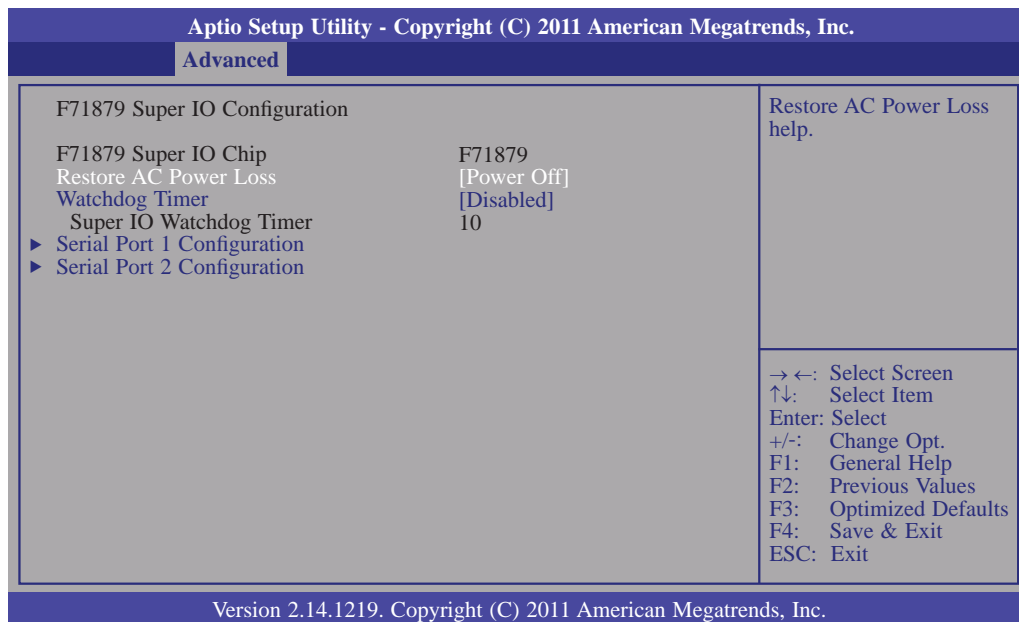 Aptio Setup Utility - Copyright (C) 2011 American Megatrends, Inc.
Advanced
F71879 Super IO Configuration
F71879 Super IO Chip F71879
Restore AC Power Loss [Power Off]
Watchdog Timer [Disabled]
Super IO Watchdog Timer 10
▶ Serial Port 1 Configuration
▶ Serial Port 2 Configuration
Restore AC Power Loss
help.
→ ←: Select Screen
↑↓: Select Item
Enter: Select
+/-: Change Opt.
F1: General Help
F2: Previous Values
F3: Optimized Defaults
F4: Save & Exit
ESC: Exit
Version 2.14.1219. Copyright (C) 2011 American Megatrends, Inc.